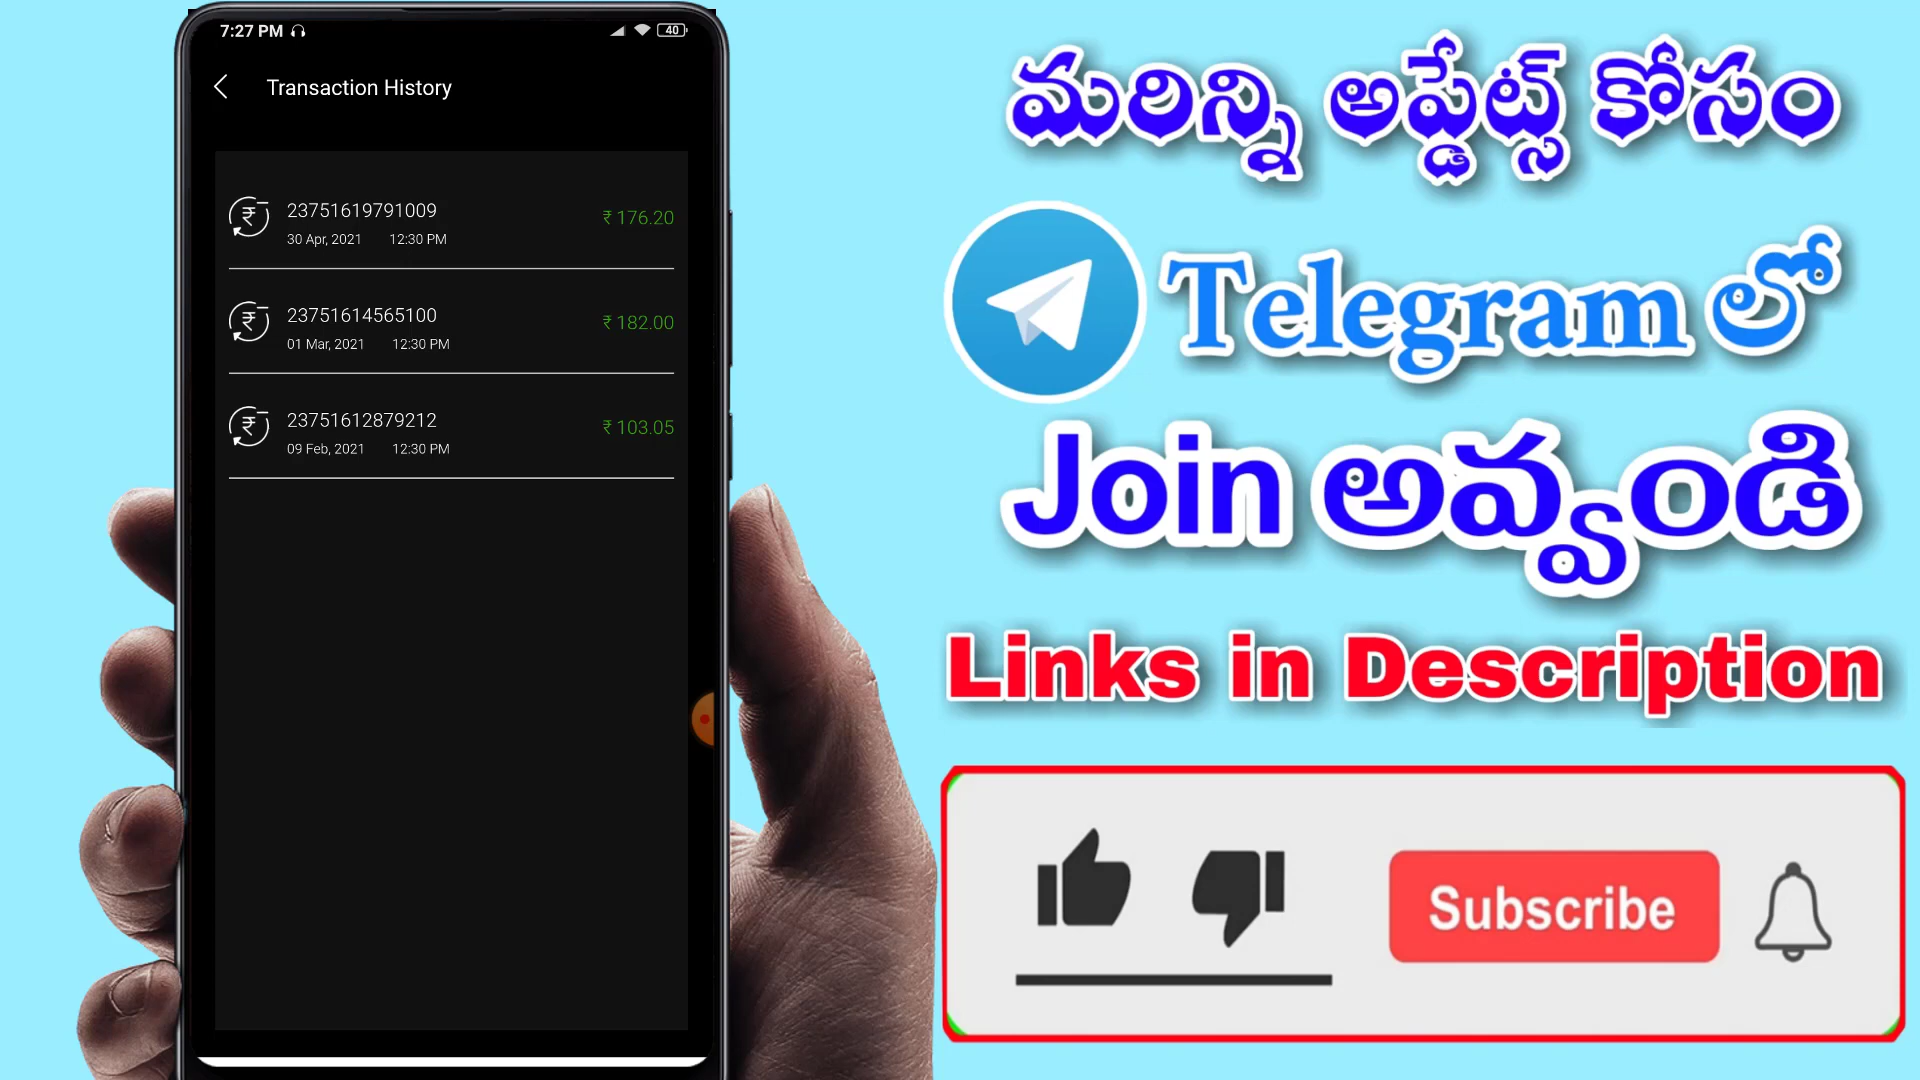 7:27 PM
40
Transaction History
23751619791009
₹ 176.20
30 Apr, 2021 12:30 PM
23751614565100
₹ 182.00
01 Mar, 2021 12:30 PM
23751612879212
₹ 103.05
09 Feb, 2021 12:30 PM
మరిన్ని అప్డేట్స్ కోసం
Telegram లో
Join అవ్వండి
Links in Description
Subscribe